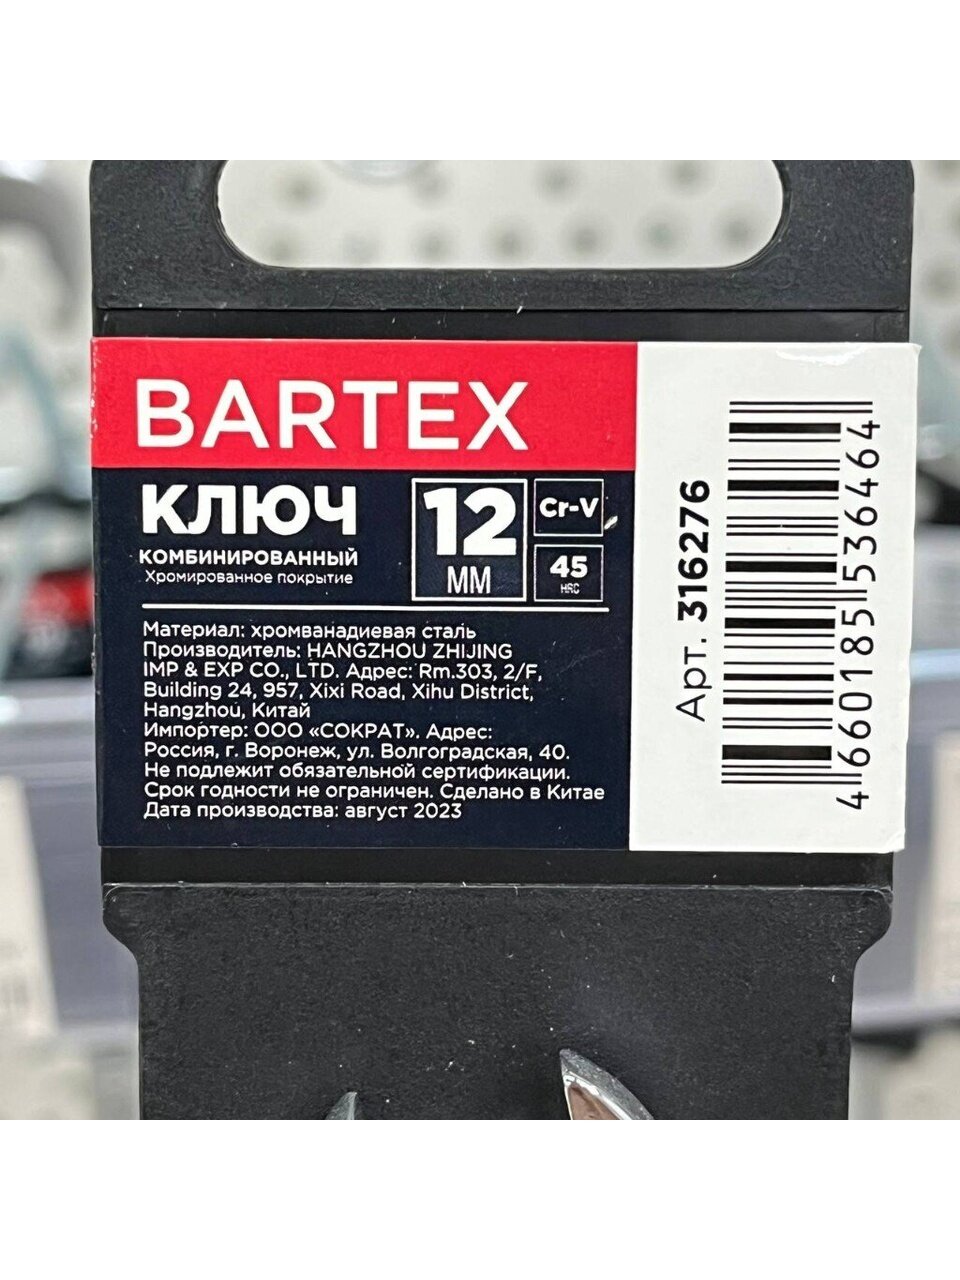 BARTEX
КЛЮЧ
КОМБИНИРОВАННЫЙ
Хромированное покрытие
12
ММ
Cr-V
45
HRC
Материал: хромванадиевая сталь
Производитель: HANGZHOU ZHIJING
IMP & EXP CO., LTD. Адрес: Rm.303, 2/F,
Building 24, 957, Xixi Road, Xihu District,
Hangzhou, Китай
Импортер: ООО «СОКРАТ». Адрес:
Россия, г. Воронеж, ул. Волгоградская, 40.
Не подлежит обязательной сертификации.
Срок годности не ограничен. Сделано в Китае
Дата производства: август 2023
Арт. 316276
4 660185 536464